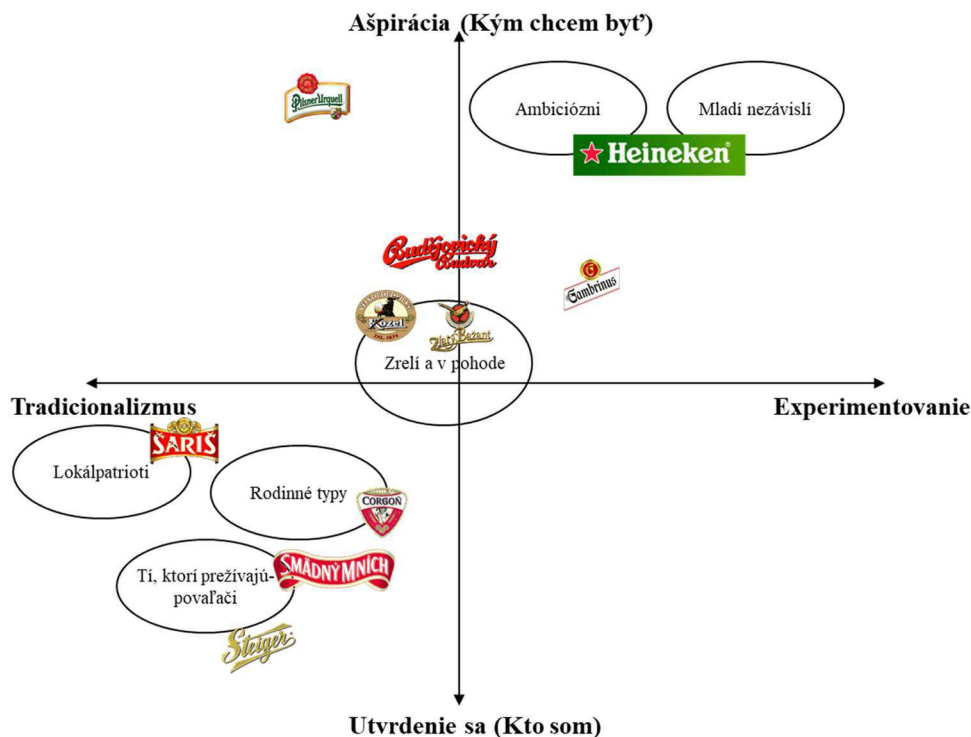 Ašpirácia (Kým chcem byť)
Pilsner Urquell
Ambiciózni
Mladí nezávislí
Heineken
Budějovický
Budvar
G
Gambrinus
Kozel
Zlatý Bažant
Zrelí a v pohode
Tradicionalizmus
Experimentovanie
ŠARIŠ
Lokálpatrioti
Rodinné typy
CORGOŇ
SMÄDNÝ MNÍCH
Tí, ktorí prežívajú-
povaľači
Steiger
Utvrdenie sa (Kto som)